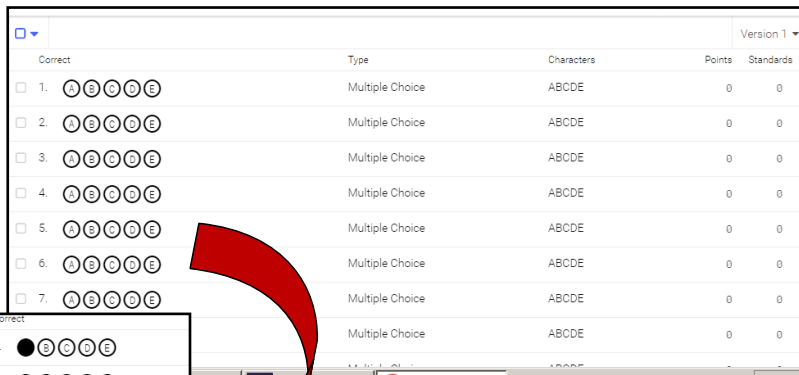 Version 1
Correct Type Characters Points Standards
1. A B C D E Multiple Choice ABCDE 0 0
2. A B C D E Multiple Choice ABCDE 0 0
3. A B C D E Multiple Choice ABCDE 0 0
4. A B C D E Multiple Choice ABCDE 0 0
5. A B C D E Multiple Choice ABCDE 0 0
6. A B C D E Multiple Choice ABCDE 0 0
7. A B C D E Multiple Choice ABCDE 0 0
Multiple Choice ABCDE 0 0
B C D E